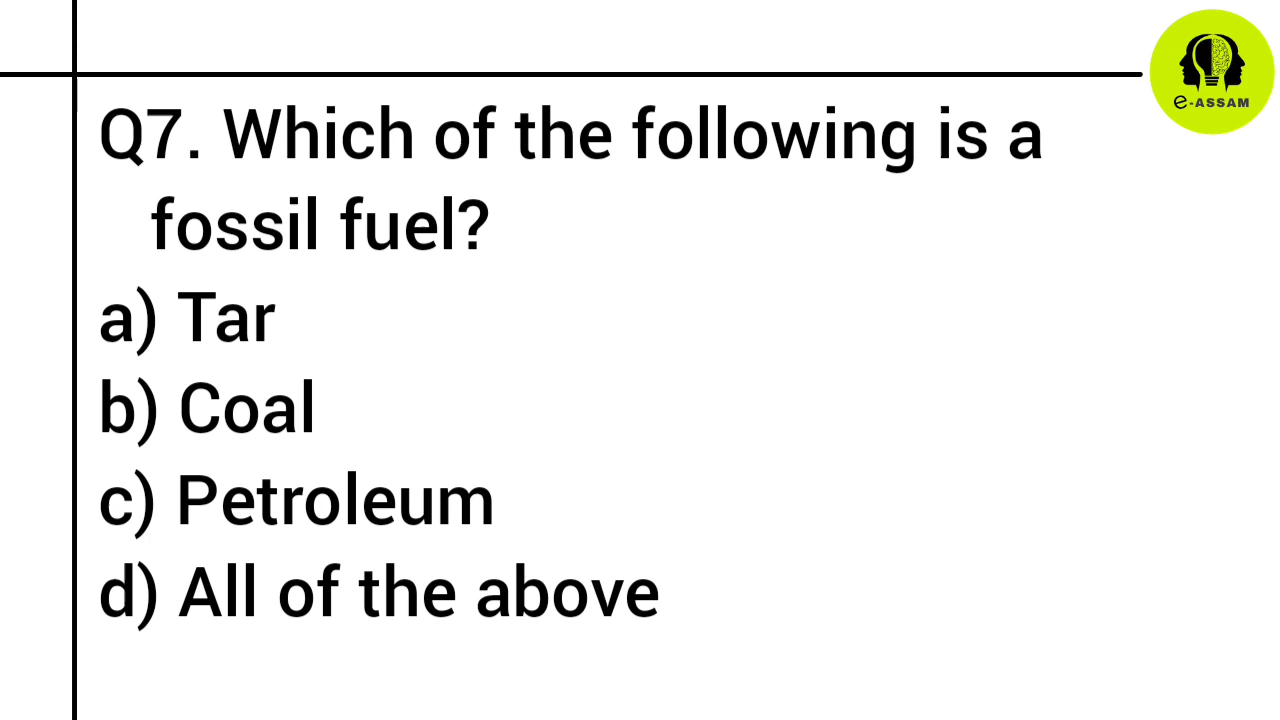 e-ASSAM
Q7. Which of the following is a
fossil fuel?
a) Tar
b) Coal
c) Petroleum
d) All of the above